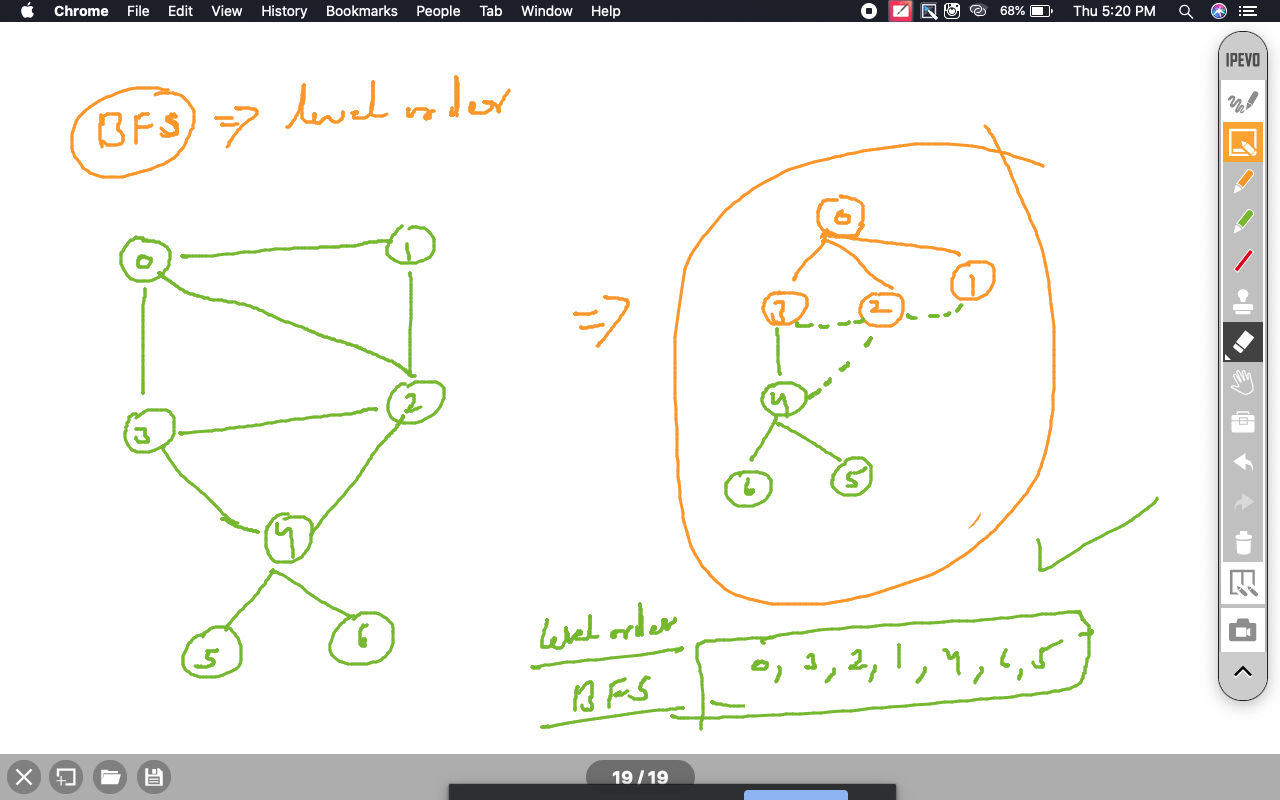 Chrome File Edit View History Bookmarks People Tab Window Help 68% Thu 5:20 PM
IPEVO
BFS => level order
0 1
3 2
4
5 6
=>
0
3 2 1
4
6 5
level order
BFS
0, 3, 2, 1, 4, 6, 5
19 / 19